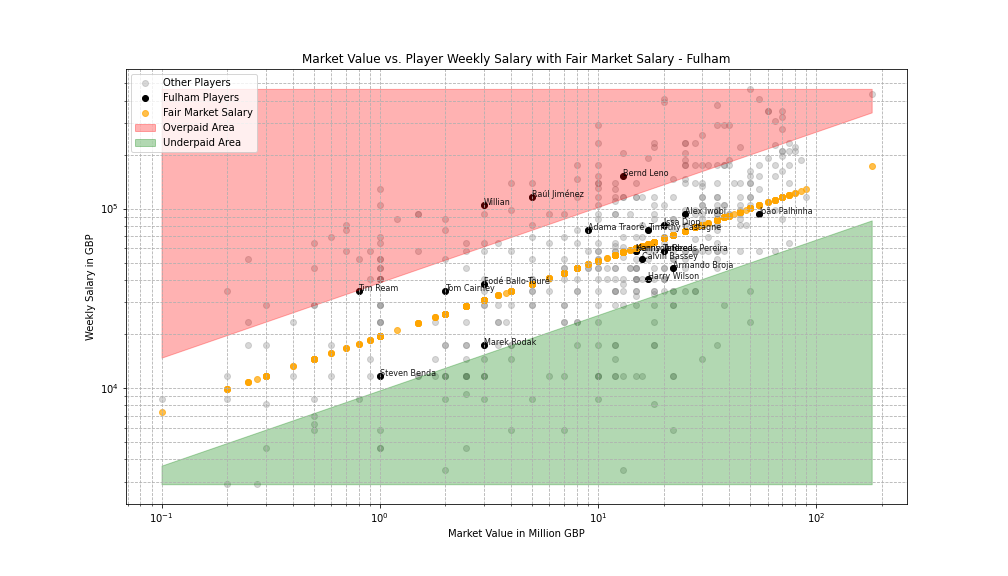 Market Value vs. Player Weekly Salary with Fair Market Salary - Fulham
Other Players
Fulham Players
Fair Market Salary
Overpaid Area
Underpaid Area
Bernd Leno
Raúl Jiménez
Willian
Alex Iwobi
João Palhinha
Issa Diop
Adama Traoré
Timothy Castagne
Pereira
Calvin Bassey
Armando Broja
Harry Wilson
Fodé Ballo-Touré
Tim Ream
Tom Cairney
Marek Rodak
Steven Benda
10⁵
10⁴
Weekly Salary in GBP
10⁻¹
10⁰
10¹
10²
Market Value in Million GBP